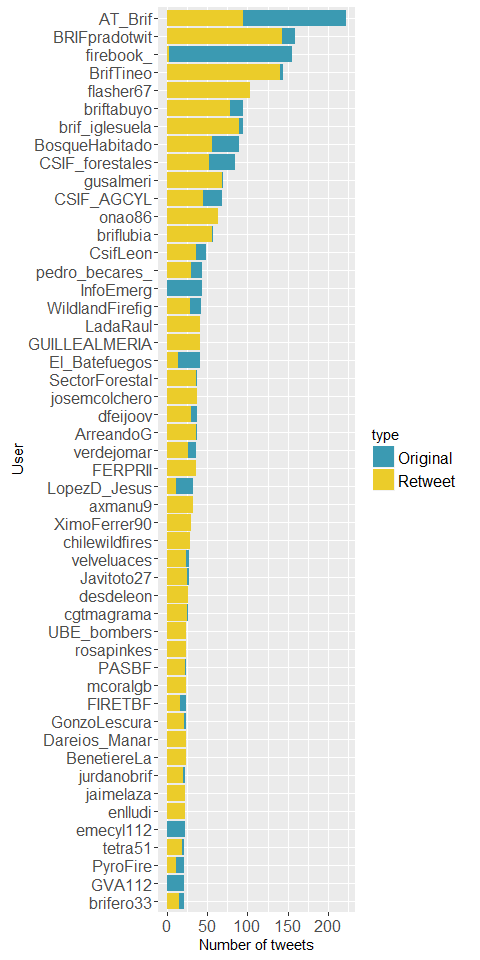 AT_Brif
BRIFpradotwit
firebook_
BrifTineo
flasher67
briftabuyo
brif_iglesuela
BosqueHabitado
CSIF_forestales
gusalmeri
CSIF_AGCYL
onao86
briflubia
CsifLeon
pedro_becares_
InfoEmerg
WildlandFirefig
LadaRaul
GUILLEALMERIA
El_Batefuegos
SectorForestal
josemcolchero
dfeijoov
ArreandoG
verdejomar
FERPRII
LopezD_Jesus
axmanu9
XimoFerrer90
chilewildfires
velveluaces
Javitoto27
desdeleon
cgtmagrama
UBE_bombers
rosapinkes
PASBF
mcoralgb
FIRETBF
GonzoLescura
Dareios_Manar
BenetiereLa
jurdanobrif
jaimelaza
enlludi
emecyl112
tetra51
PyroFire
GVA112
brifero33
User
0 50 100 150 200
Number of tweets
type
Original
Retweet